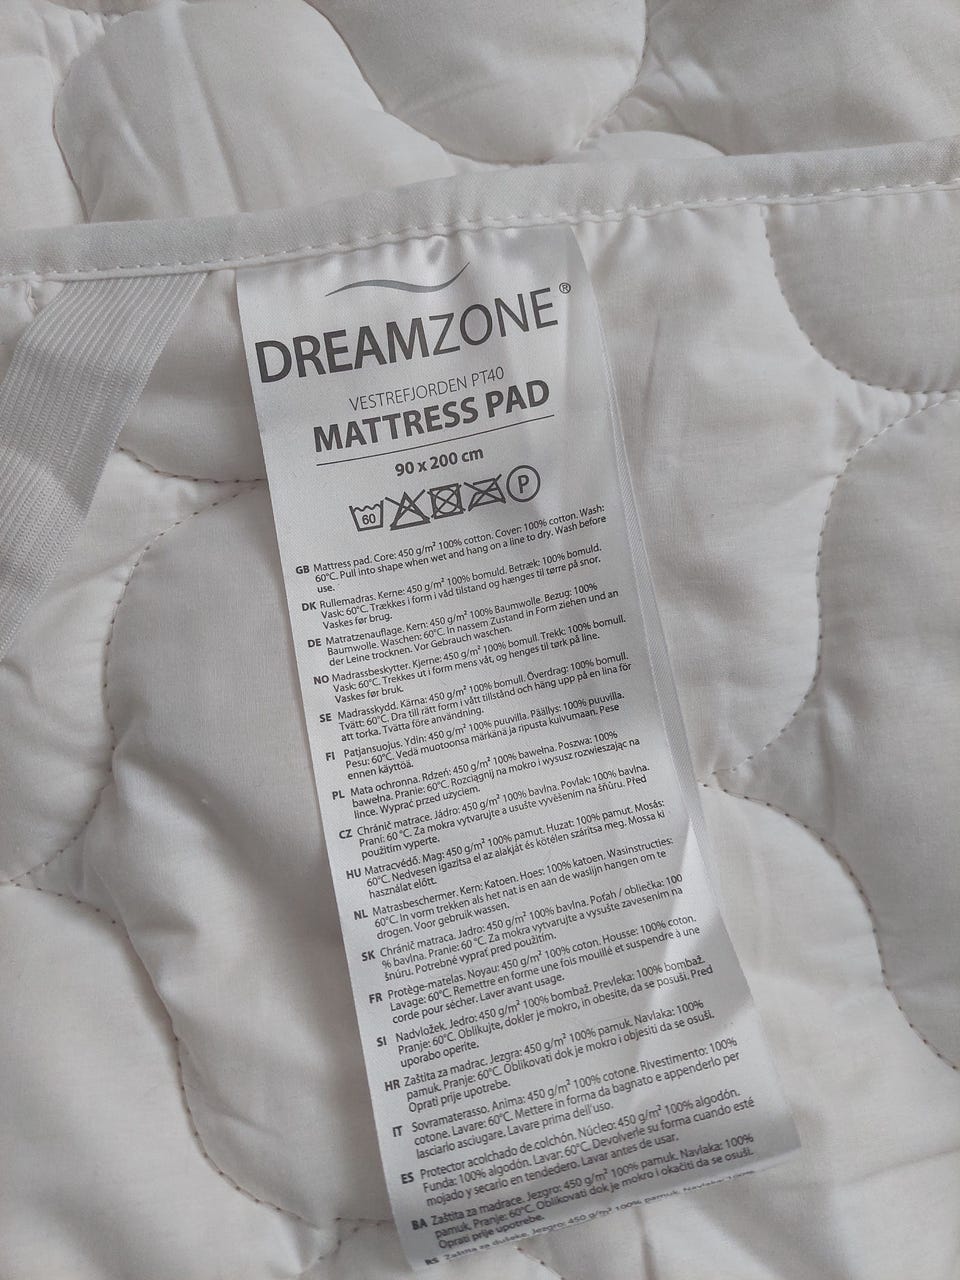 DREAMZONE®
VESTREFJORDEN PT40
MATTRESS PAD
90 x 200 cm
60 P
GB Mattress pad. Core: 450 g/m² 100% cotton. Cover: 100% cotton. Wash:
60°C. Pull into shape when wet and hang on a line to dry. Wash before
use.
DK Rullemadras. Kerne: 450 g/m² 100% bomuld. Betræk: 100% bomuld.
Vask: 60°C. Trækkes i form i våd tilstand og hænges til tørre på snor.
Vaskes før brug.
DE Matratzenauflage. Kern: 450 g/m² 100% Baumwolle. Bezug: 100%
Baumwolle. Waschen: 60°C. In nassem Zustand in Form ziehen und an
der Leine trocknen. Vor Gebrauch waschen.
NO Madrassbeskytter. Kjerne: 450 g/m² 100% bomull. Trekk: 100% bomull.
Vask: 60°C. Trekkes ut i form mens våt, og henges til tørk på line.
Vaskes før bruk.
SE Madrasskydd. Kärna: 450 g/m² 100% bomull. Överdrag: 100% bomull.
Tvätt: 60°C. Dra till rätt form i vått tillstånd och häng upp på en lina för
att torka. Tvätta före användning.
FI Patjansuojus. Ydin: 450 g/m² 100% puuvilla. Päällys: 100% puuvilla.
Pesu: 60°C. Vedä muotoonsa märkänä ja ripusta kuivumaan. Pese
ennen käyttöä.
PL Mata ochronna. Rdzeń: 450 g/m² 100% bawełna. Poszwa: 100%
bawełna. Pranie: 60°C. Rozciągnij na mokro i wysusz rozwieszając na
lince. Wyprać przed użyciem.
CZ Chránič matrace. Jádro: 450 g/m² 100% bavlna. Povlak: 100% bavlna.
Praní: 60 °C. Za mokra vytvarujte a usušte vyvěšením na šňůru. Před
použitím vyperte.
HU Matracvédő. Mag: 450 g/m² 100% pamut. Huzat: 100% pamut. Mosás:
60°C. Nedvesen igazitsa el az alakját és kötélen szárítsa meg. Mossa ki
használat előtt.
NL Matrasbeschermer. Kern: Katoen. Hoes: 100% katoen. Wasinstructies:
60°C. In vorm trekken als het nat is en aan de waslijn hangen om te
drogen. Voor gebruik wassen.
SK Chránič matraca. Jadro: 450 g/m² 100% bavlna. Poťah / obliečka: 100
% bavlna. Pranie: 60 °C. Za mokra vytvarujte a vysušte zavesením na
šnúru. Potrebné vyprať pred použitím.
FR Protège-matelas. Noyau: 450 g/m² 100% coton. Housse: 100% coton.
Lavage: 60°C. Remettre en forme une fois mouillé et suspendre à une
corde pour sécher. Laver avant usage.
SI Nadvložek. Jedro: 450 g/m² 100% bombaž. Prevleka: 100% bombaž.
Pranje: 60°C. Oblikujte, dokler je mokro, in obesite, da se posuši. Pred
uporabo operite.
HR Zaštita za madrac. Jezgra: 450 g/m² 100% pamuk. Navlaka: 100%
pamuk. Pranje: 60°C. Oblikovati dok je mokro i objesiti da se osuši.
Oprati prije upotrebe.
IT Sovramaterasso. Anima: 450 g/m² 100% cotone. Rivestimento: 100%
cotone. Lavare: 60°C. Mettere in forma da bagnato e appenderlo per
lasciarlo asciugare. Lavare prima dell'uso.
ES Protector acolchado de colchón. Núcleo: 450 g/m² 100% algodón.
Funda: 100% algodón. Lavar: 60°C. Devolverle su forma cuando esté
mojado y secarlo en tendedero. Lavar antes de usar.
BA Zaštita za madrace. Jezgro: 450 g/m² 100% pamuk. Navlaka: 100%
pamuk. Pranje: 60°C. Oblikovati dok je mokro i okačiti da se osuši.
Oprati prije upotrebe.
RS Zaštita za dušeke. Jezgro: 450 g/m² 100% pamuk. Navlaka: 100%